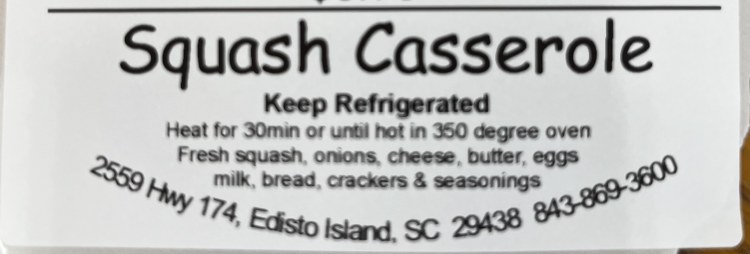 Squash Casserole
Keep Refrigerated
Heat for 30min or until hot in 350 degree oven
Fresh squash, onions, cheese, butter, eggs
milk, bread, crackers & seasonings
2559 Hwy 174, Edisto Island, SC 29438 843-869-3600